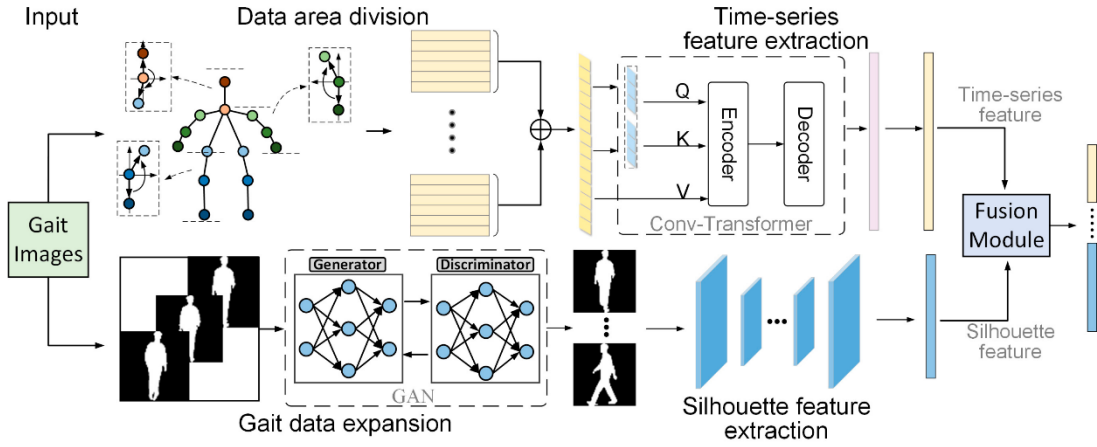 Input
Data area division
Time-series
feature extraction
Q
K
V
Encoder
Decoder
Conv-Transformer
Time-series
feature
Gait
Images
Fusion
Module
Generator
Discriminator
GAN
Silhouette
feature
Gait data expansion
Silhouette feature
extraction